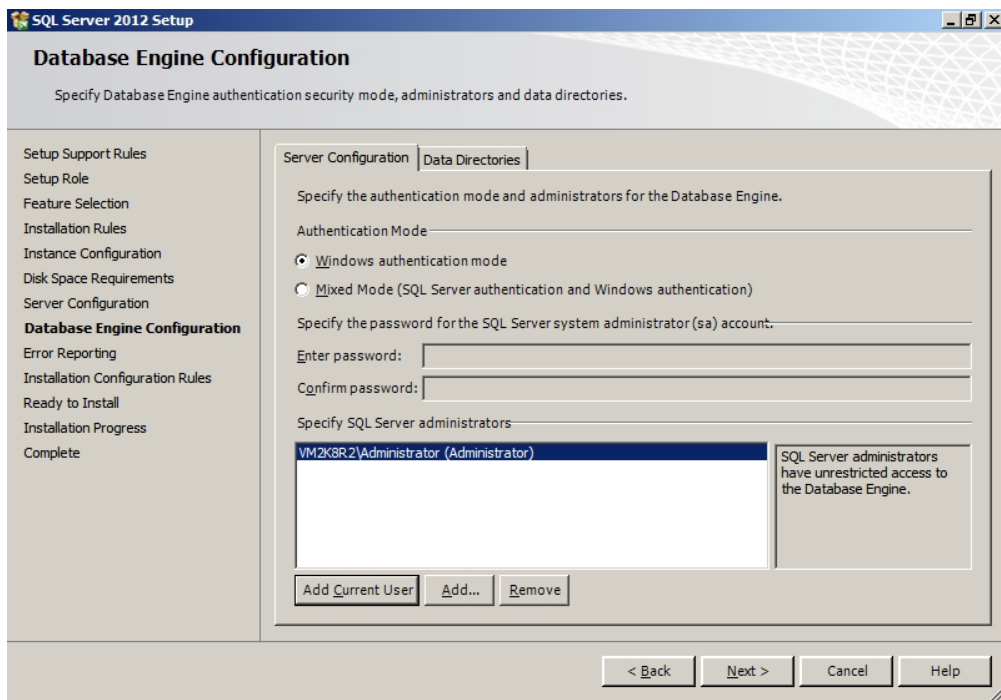 SQL Server 2012 Setup
Database Engine Configuration
Specify Database Engine authentication security mode, administrators and data directories.
Setup Support Rules
Setup Role
Feature Selection
Installation Rules
Instance Configuration
Disk Space Requirements
Server Configuration
Database Engine Configuration
Error Reporting
Installation Configuration Rules
Ready to Install
Installation Progress
Complete
Server Configuration
Data Directories
Specify the authentication mode and administrators for the Database Engine.
Authentication Mode
Windows authentication mode
Mixed Mode (SQL Server authentication and Windows authentication)
Specify the password for the SQL Server system administrator (sa) account.
Enter password:
Confirm password:
Specify SQL Server administrators
VM2K8R2\Administrator (Administrator)
SQL Server administrators
have unrestricted access to
the Database Engine.
Add Current User
Add...
Remove
< Back
Next >
Cancel
Help